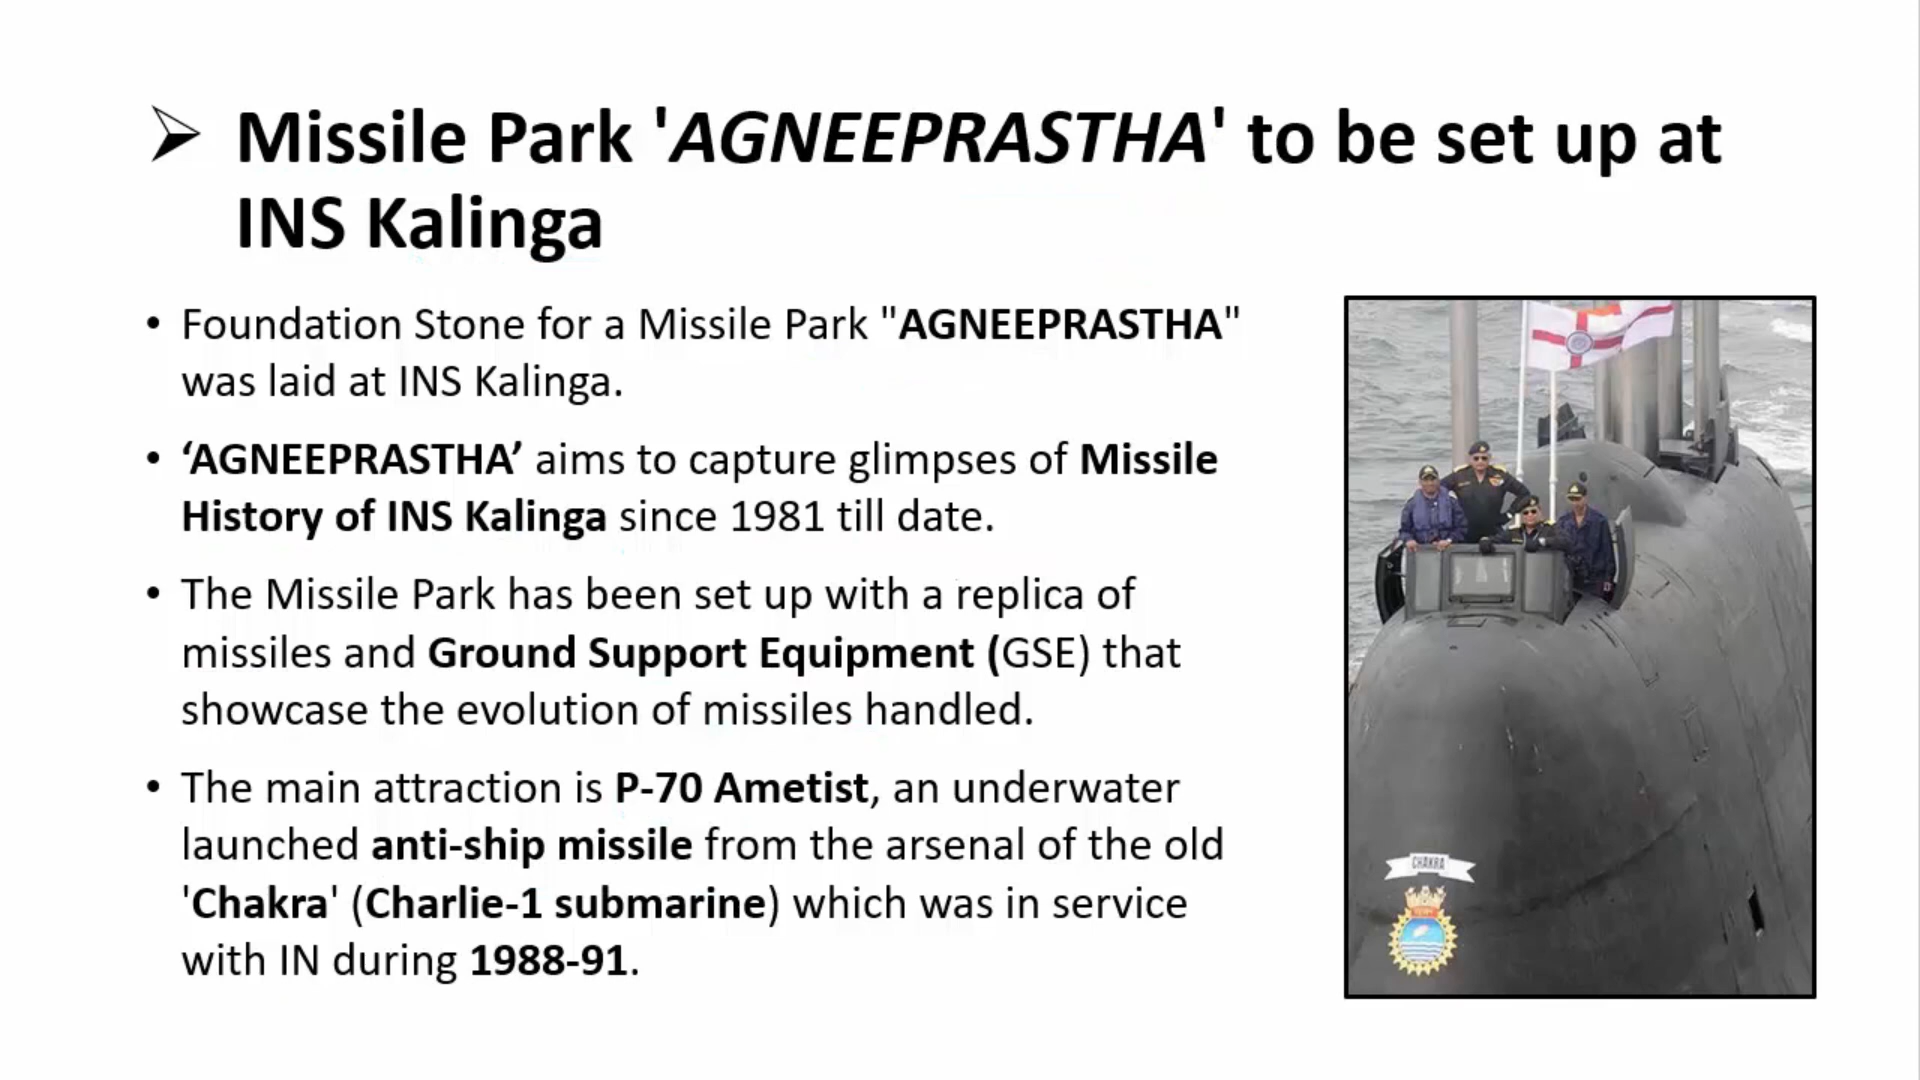 ➢ Missile Park 'AGNEEPRASTHA' to be set up at
INS Kalinga
• Foundation Stone for a Missile Park "AGNEEPRASTHA"
was laid at INS Kalinga.
• ‘AGNEEPRASTHA’ aims to capture glimpses of Missile
History of INS Kalinga since 1981 till date.
• The Missile Park has been set up with a replica of
missiles and Ground Support Equipment (GSE) that
showcase the evolution of missiles handled.
• The main attraction is P-70 Ametist, an underwater
launched anti-ship missile from the arsenal of the old
'Chakra' (Charlie-1 submarine) which was in service
with IN during 1988-91.
CHAKRA